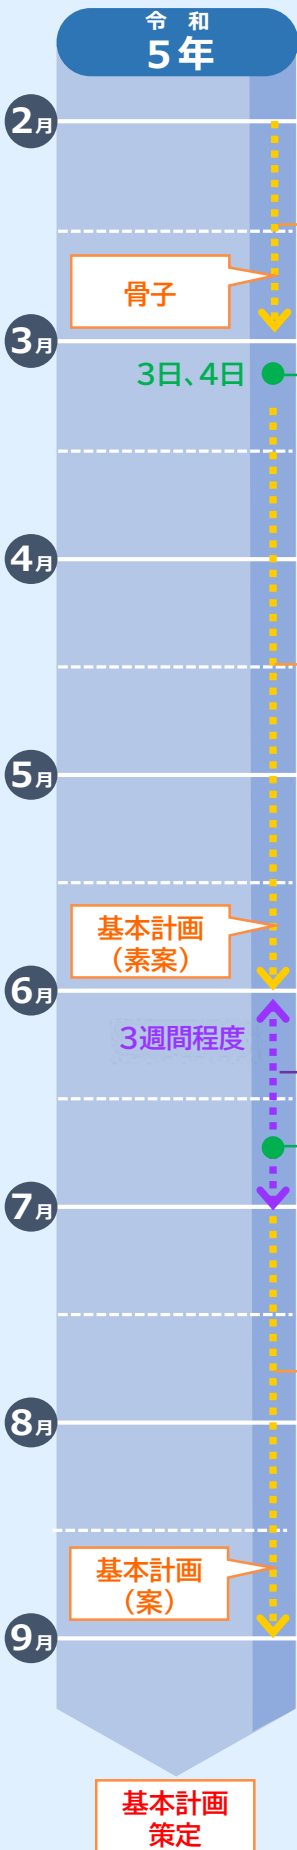 令和
5年
2月
骨子
3月
3日、4日
4月
5月
基本計画
（素案）
6月
3週間程度
7月
8月
基本計画
（案）
9月
基本計画
策定